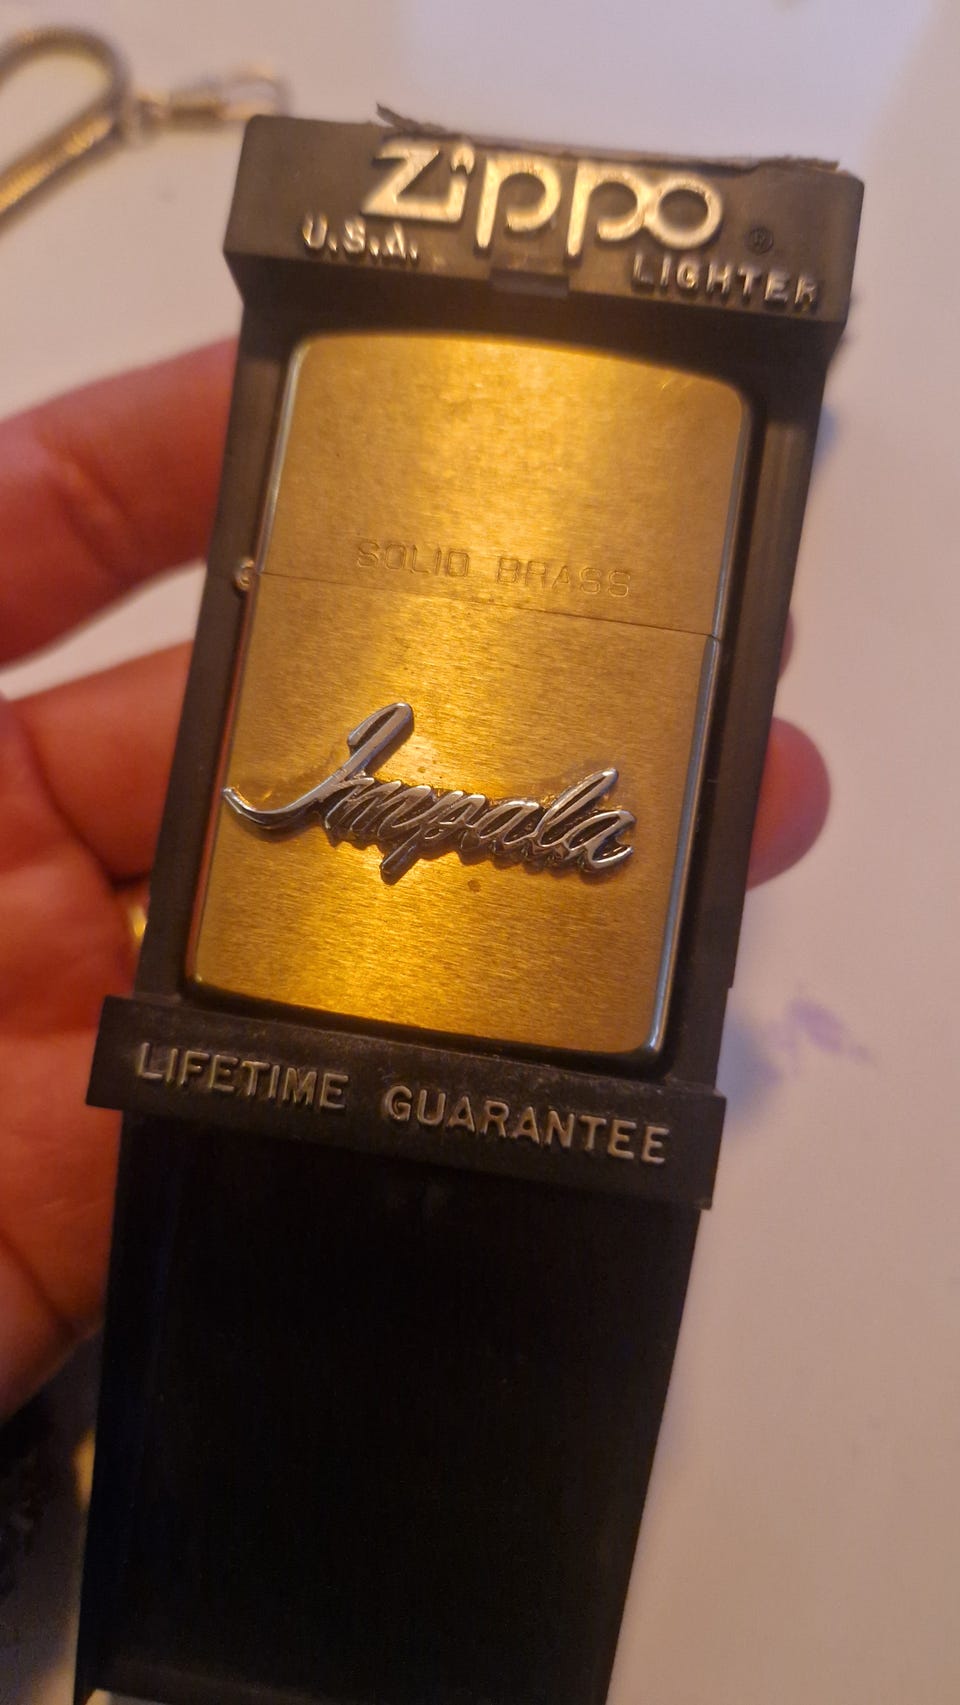 Zippo ®
U.S.A. LIGHTER
SOLID BRASS
Impala
LIFETIME GUARANTEE